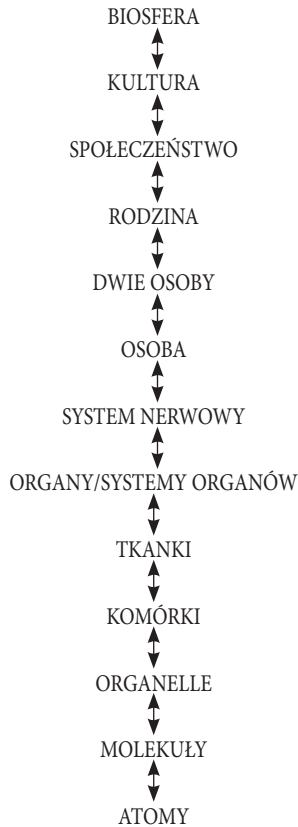 BIOSFERA
KULTURA
SPOŁECZEŃSTWO
RODZINA
DWIE OSOBY
OSOBA
SYSTEM NERWOWY
ORGANY/SYSTEMY ORGANÓW
TKANKI
KOMÓRKI
ORGANELLE
MOLEKUŁY
ATOMY